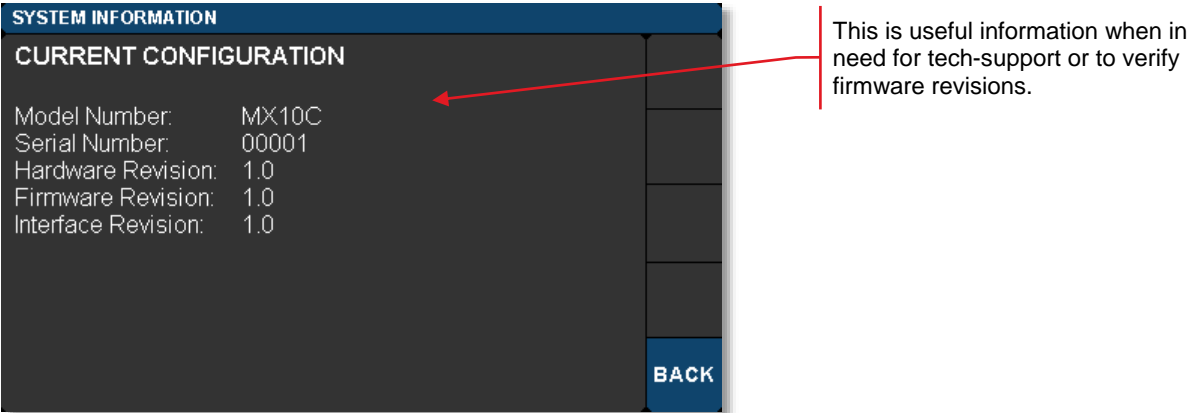 SYSTEM INFORMATION
CURRENT CONFIGURATION
Model Number: MX10C
Serial Number: 00001
Hardware Revision: 1.0
Firmware Revision: 1.0
Interface Revision: 1.0
BACK
This is useful information when in
need for tech-support or to verify
firmware revisions.